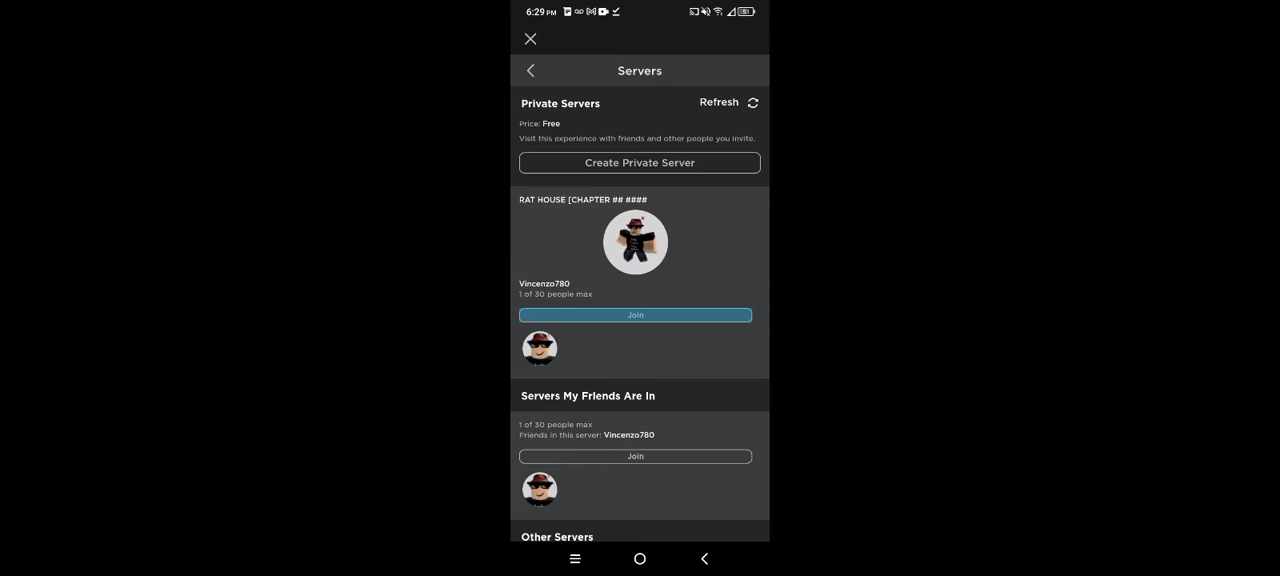 6:29 PM
Servers
Private Servers
Refresh
Price: Free
Visit this experience with friends and other people you invite.
Create Private Server
RAT HOUSE [CHAPTER ## ####
Vincenzo780
1 of 30 people max
Join
Servers My Friends Are In
1 of 30 people max
Friends in this server: Vincenzo780
Join
Other Servers